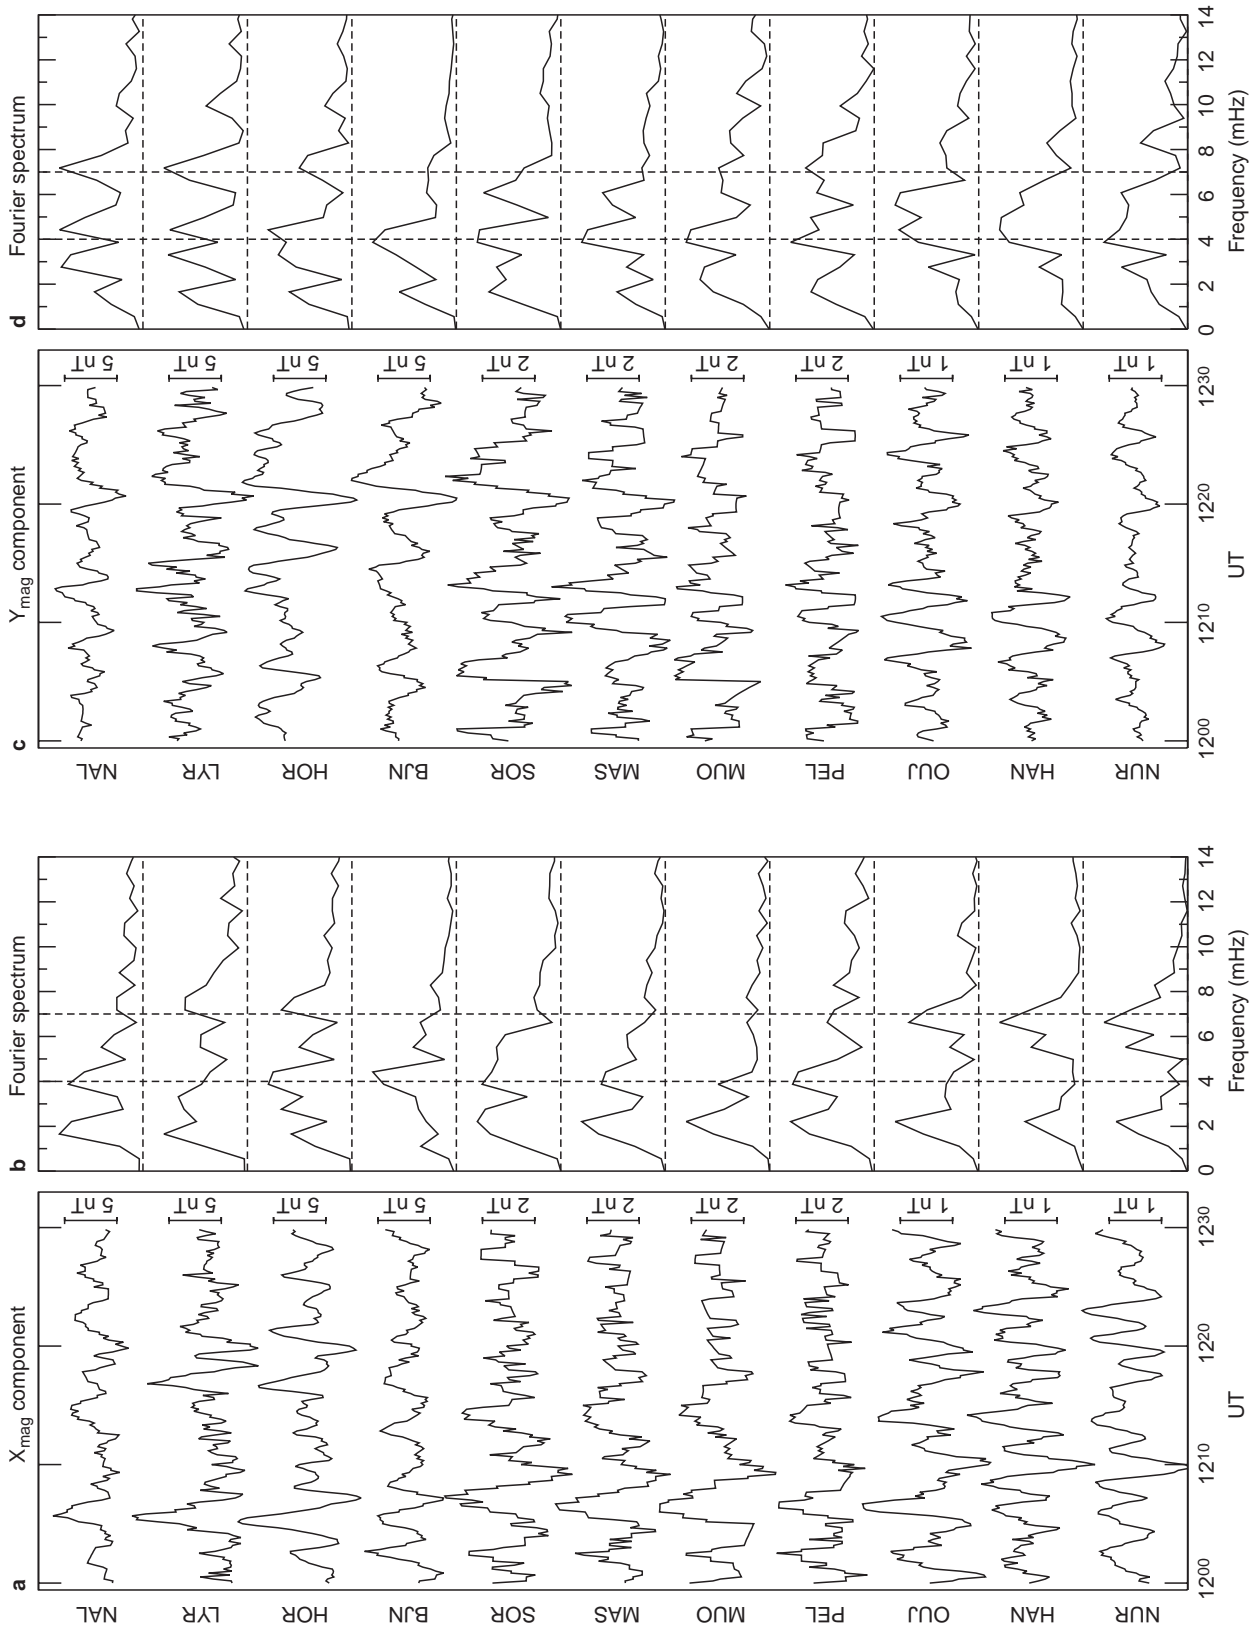 a X_mag component
NAL
LYR
HOR
BJN
SOR
MAS
MUO
PEL
OUJ
HAN
NUR
5 nT
5 nT
5 nT
5 nT
2 nT
2 nT
2 nT
2 nT
1 nT
1 nT
1 nT
1200 1210 1220 1230
UT
b Fourier spectrum
0 2 4 6 8 10 12 14
Frequency (mHz)
c Y_mag component
NAL
LYR
HOR
BJN
SOR
MAS
MUO
PEL
OUJ
HAN
NUR
5 nT
5 nT
5 nT
5 nT
2 nT
2 nT
2 nT
2 nT
1 nT
1 nT
1 nT
1200 1210 1220 1230
UT
d Fourier spectrum
0 2 4 6 8 10 12 14
Frequency (mHz)